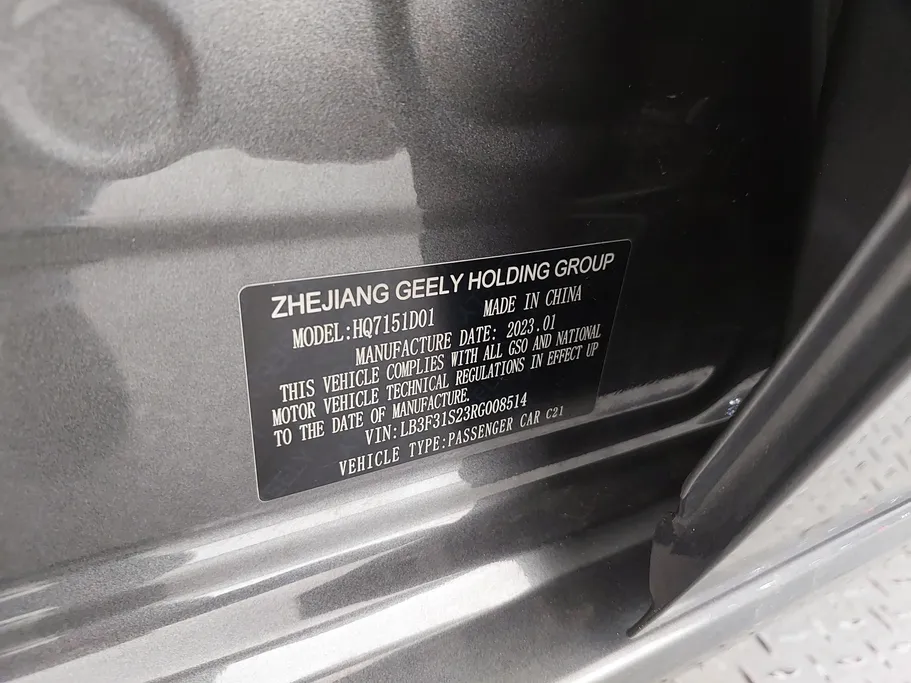 ZHEJIANG GEELY HOLDING GROUP
MODEL:HQ7151D01 MADE IN CHINA
MANUFACTURE DATE: 2023.01
THIS VEHICLE COMPLIES WITH ALL GSO AND NATIONAL
MOTOR VEHICLE TECHNICAL REGULATIONS IN EFFECT UP
TO THE DATE OF MANUFACTURE.
VIN:LB3F31S23RG008514
VEHICLE TYPE:PASSENGER CAR C21